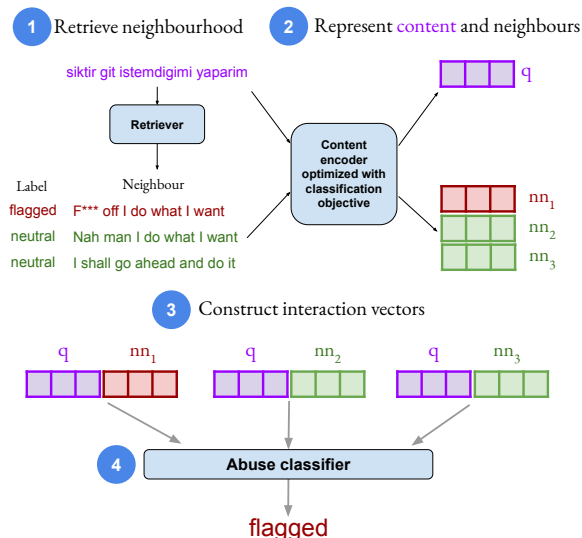 1 Retrieve neighbourhood
2 Represent content and neighbours
siktir git istemdigimi yaparim
q
Retriever
Content
encoder
optimized with
classification
objective
Label
Neighbour
flagged F*** off I do what I want
neutral Nah man I do what I want
neutral I shall go ahead and do it
nn1
nn2
nn3
3 Construct interaction vectors
q nn1 q nn2 q nn3
4 Abuse classifier
flagged